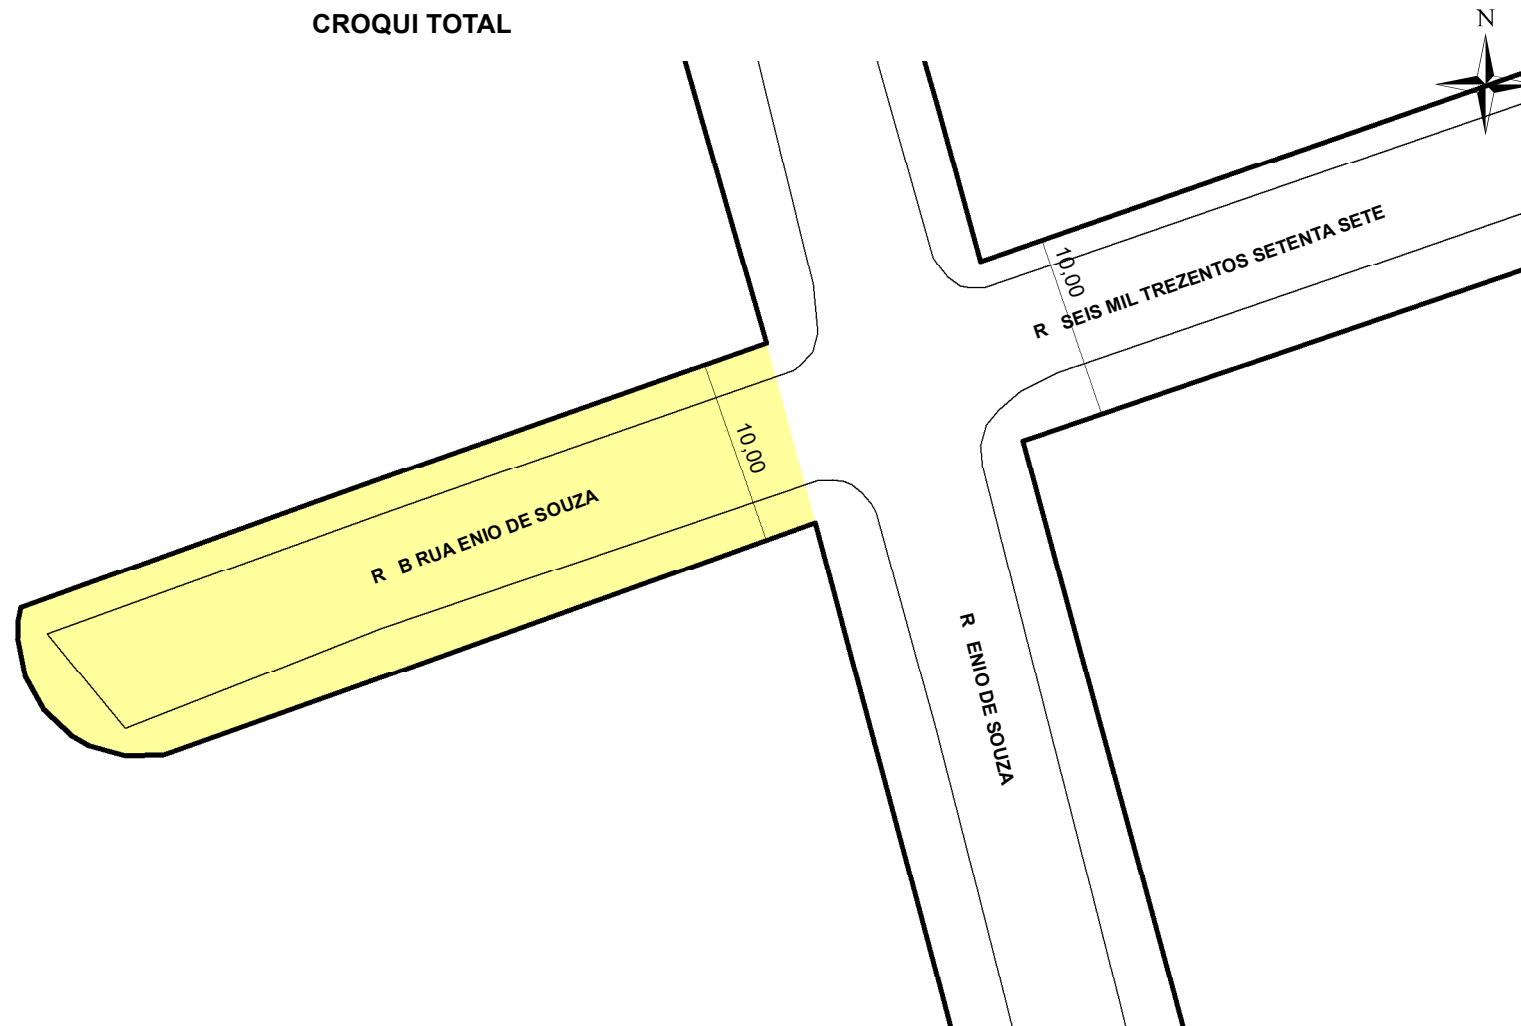 CROQUI TOTAL
N
R SEIS MIL TREZENTOS SETENTA SETE
10,00
10,00
R B RUA ENIO DE SOUZA
R ENIO DE SOUZA